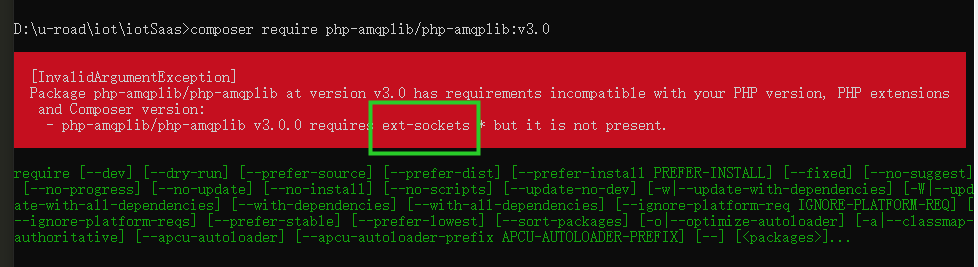 D:\u-road\iot\iotSaas>composer require php-amqplib/php-amqplib:v3.0
[InvalidArgumentException]
Package php-amqplib/php-amqplib at version v3.0 has requirements incompatible with your PHP version, PHP extensions
and Composer version:
- php-amqplib/php-amqplib v3.0.0 requires ext-sockets * but it is not present.
require [--dev] [--dry-run] [--prefer-source] [--prefer-dist] [--prefer-install PREFER-INSTALL] [--fixed] [--no-suggest]
[--no-progress] [--no-update] [--no-install] [--no-scripts] [--update-no-dev] [-w|--update-with-dependencies] [-W|--upd
ate-with-all-dependencies] [--with-dependencies] [--with-all-dependencies] [--ignore-platform-req IGNORE-PLATFORM-REQ] [
--ignore-platform-reqs] [--prefer-stable] [--prefer-lowest] [--sort-packages] [-o|--optimize-autoloader] [-a|--classmap-
authoritative] [--apcu-autoloader] [--apcu-autoloader-prefix APCU-AUTOLOADER-PREFIX] [--] [<packages>]...